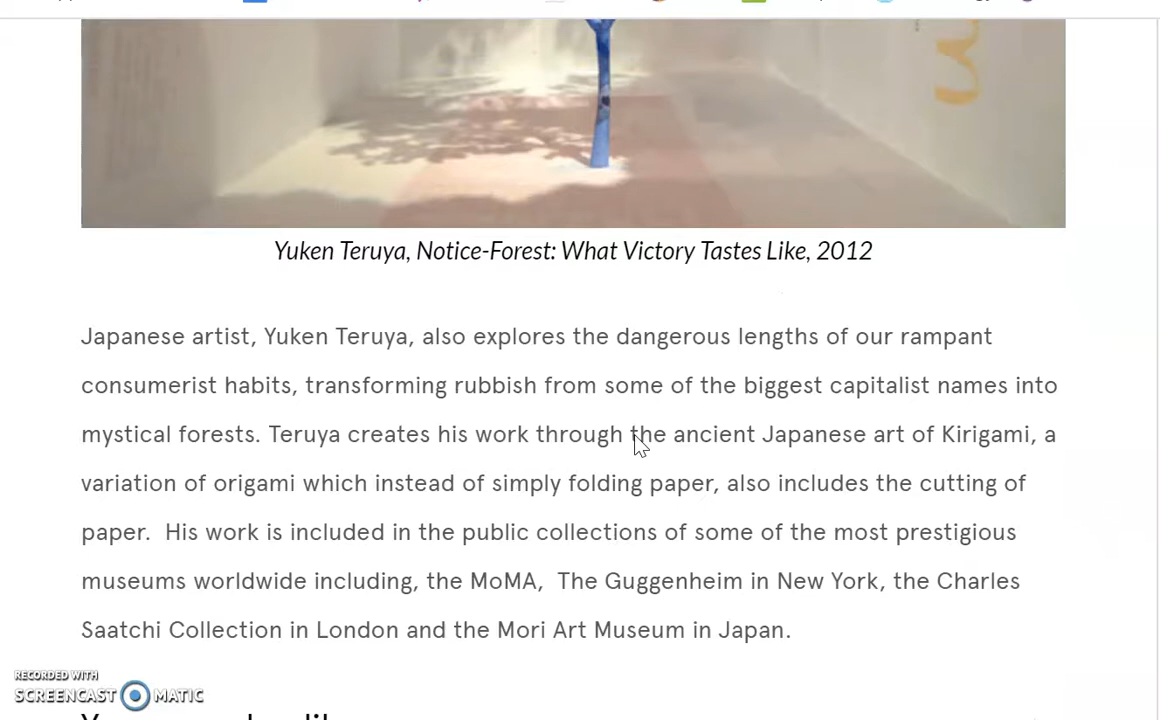 Yuken Teruya, Notice-Forest: What Victory Tastes Like, 2012
Japanese artist, Yuken Teruya, also explores the dangerous lengths of our rampant
consumerist habits, transforming rubbish from some of the biggest capitalist names into
mystical forests. Teruya creates his work through the ancient Japanese art of Kirigami, a
variation of origami which instead of simply folding paper, also includes the cutting of
paper.  His work is included in the public collections of some of the most prestigious
museums worldwide including, the MoMA,  The Guggenheim in New York, the Charles
Saatchi Collection in London and the Mori Art Museum in Japan.
RECORDED WITH
SCREENCAST MATIC